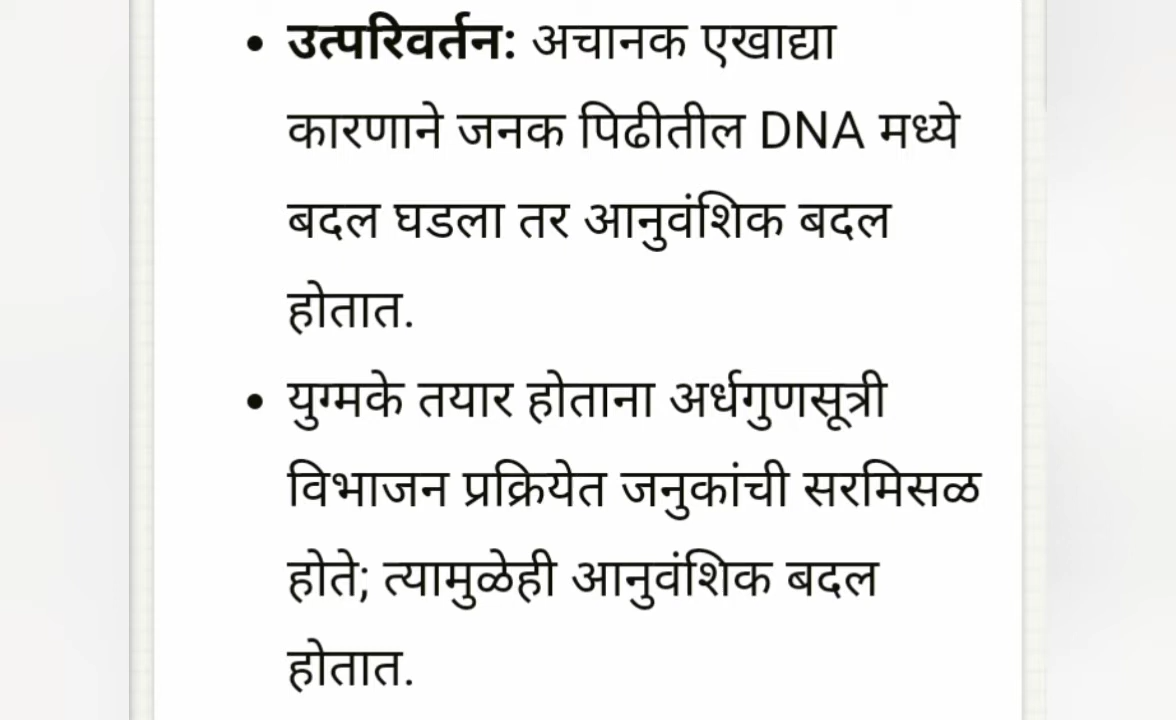 • उत्परिवर्तन: अचानक एखाद्या
कारणाने जनक पिढीतील DNA मध्ये
बदल घडला तर आनुवंशिक बदल
होतात.
• युग्मके तयार होताना अर्धगुणसूत्री
विभाजन प्रक्रियेत जनुकांची सरमिसळ
होते; त्यामुळेही आनुवंशिक बदल
होतात.